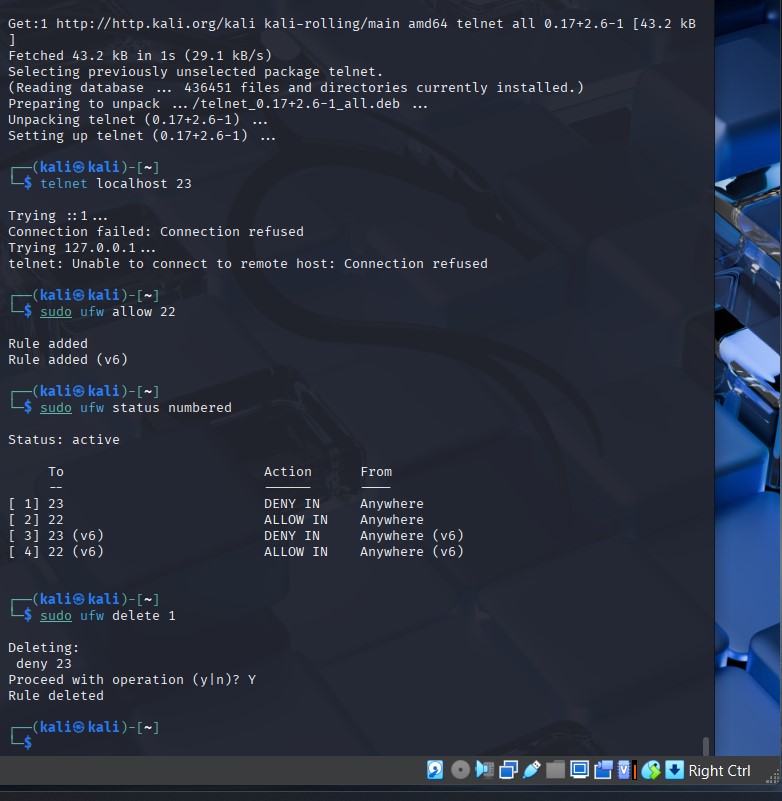 Get:1 http://http.kali.org/kali kali-rolling/main amd64 telnet all 0.17+2.6-1 [43.2 kB
]
Fetched 43.2 kB in 1s (29.1 kB/s)
Selecting previously unselected package telnet.
(Reading database ... 436451 files and directories currently installed.)
Preparing to unpack .../telnet_0.17+2.6-1_all.deb ...
Unpacking telnet (0.17+2.6-1) ...
Setting up telnet (0.17+2.6-1) ...
┌──(kali㉿kali)-[~]
└─$ telnet localhost 23
Trying ::1...
Connection failed: Connection refused
Trying 127.0.0.1...
telnet: Unable to connect to remote host: Connection refused
┌──(kali㉿kali)-[~]
└─$ sudo ufw allow 22
Rule added
Rule added (v6)
┌──(kali㉿kali)-[~]
└─$ sudo ufw status numbered
Status: active
To Action From
-- ------ ----
[ 1] 23 DENY IN Anywhere
[ 2] 22 ALLOW IN Anywhere
[ 3] 23 (v6) DENY IN Anywhere (v6)
[ 4] 22 (v6) ALLOW IN Anywhere (v6)
┌──(kali㉿kali)-[~]
└─$ sudo ufw delete 1
Deleting:
deny 23
Proceed with operation (y|n)? Y
Rule deleted
┌──(kali㉿kali)-[~]
└─$
Right Ctrl